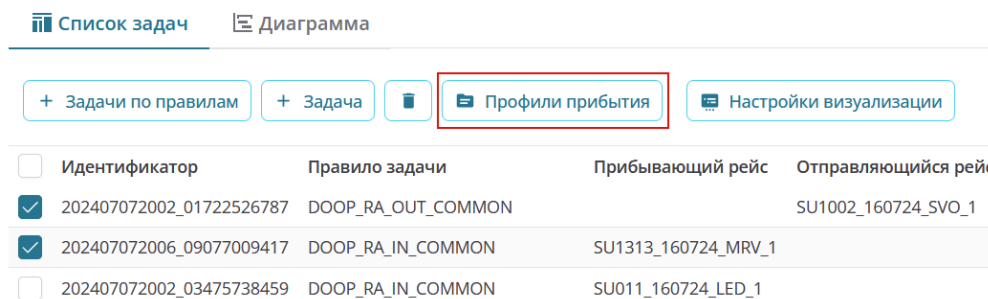 Список задач Диаграмма
+ Задачи по правилам + Задача Профили прибытия Настройки визуализации
Идентификатор Правило задачи Прибывающий рейс Отправляющийся рейс
202407072002_01722526787 DOOP_RA_OUT_COMMON SU1002_160724_SVO_1
202407072006_09077009417 DOOP_RA_IN_COMMON SU1313_160724_MRV_1
202407072002_03475738459 DOOP_RA_IN_COMMON SU011_160724_LED_1